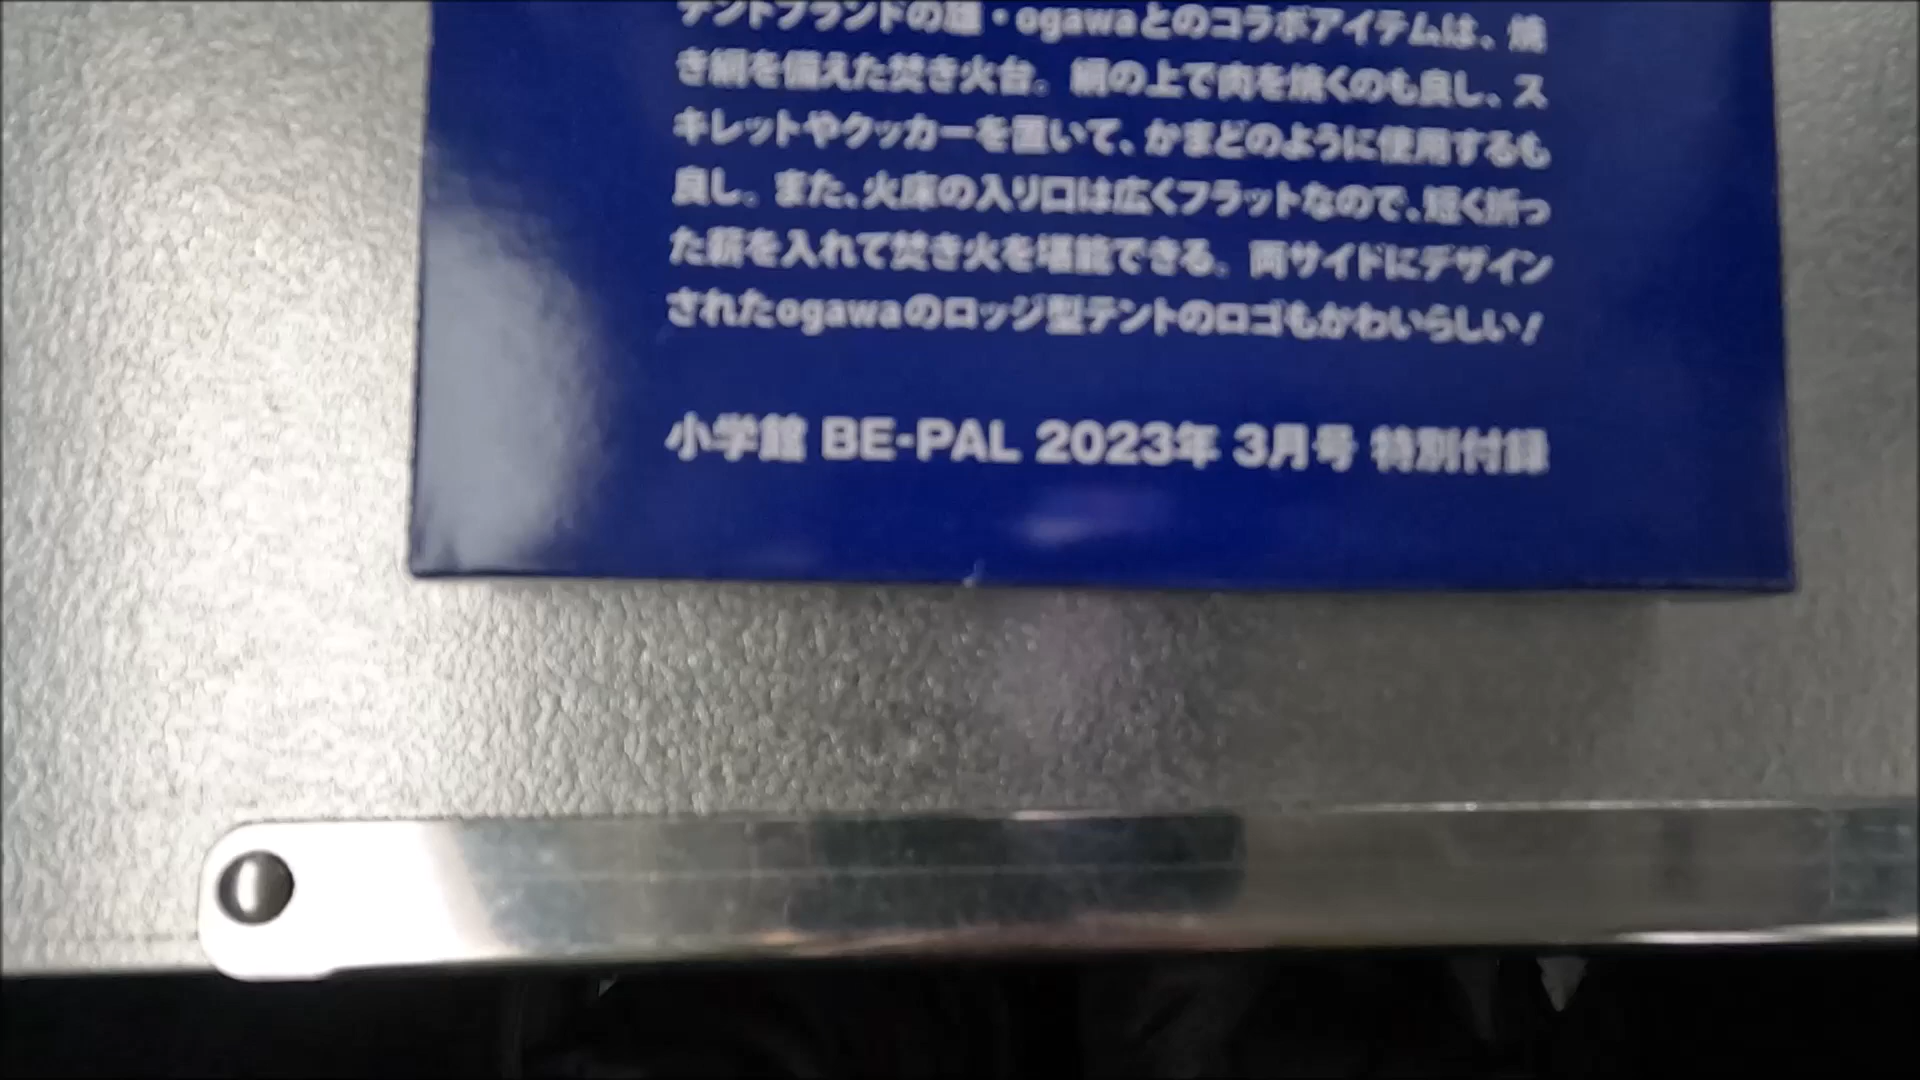 テントブランドの雄・ogawaとのコラボアイテムは、焼
き網を備えた焚き火台。網の上で肉を焼くのも良し、ス
キレットやクッカーを置いて、かまどのように使用するも
良し。また、火床の入り口は広くフラットなので、短く折っ
た薪を入れて焚き火を堪能できる。両サイドにデザイン
されたogawaのロッジ型テントのロゴもかわいらしい!
小学館 BE-PAL 2023年 3月号 特別付録